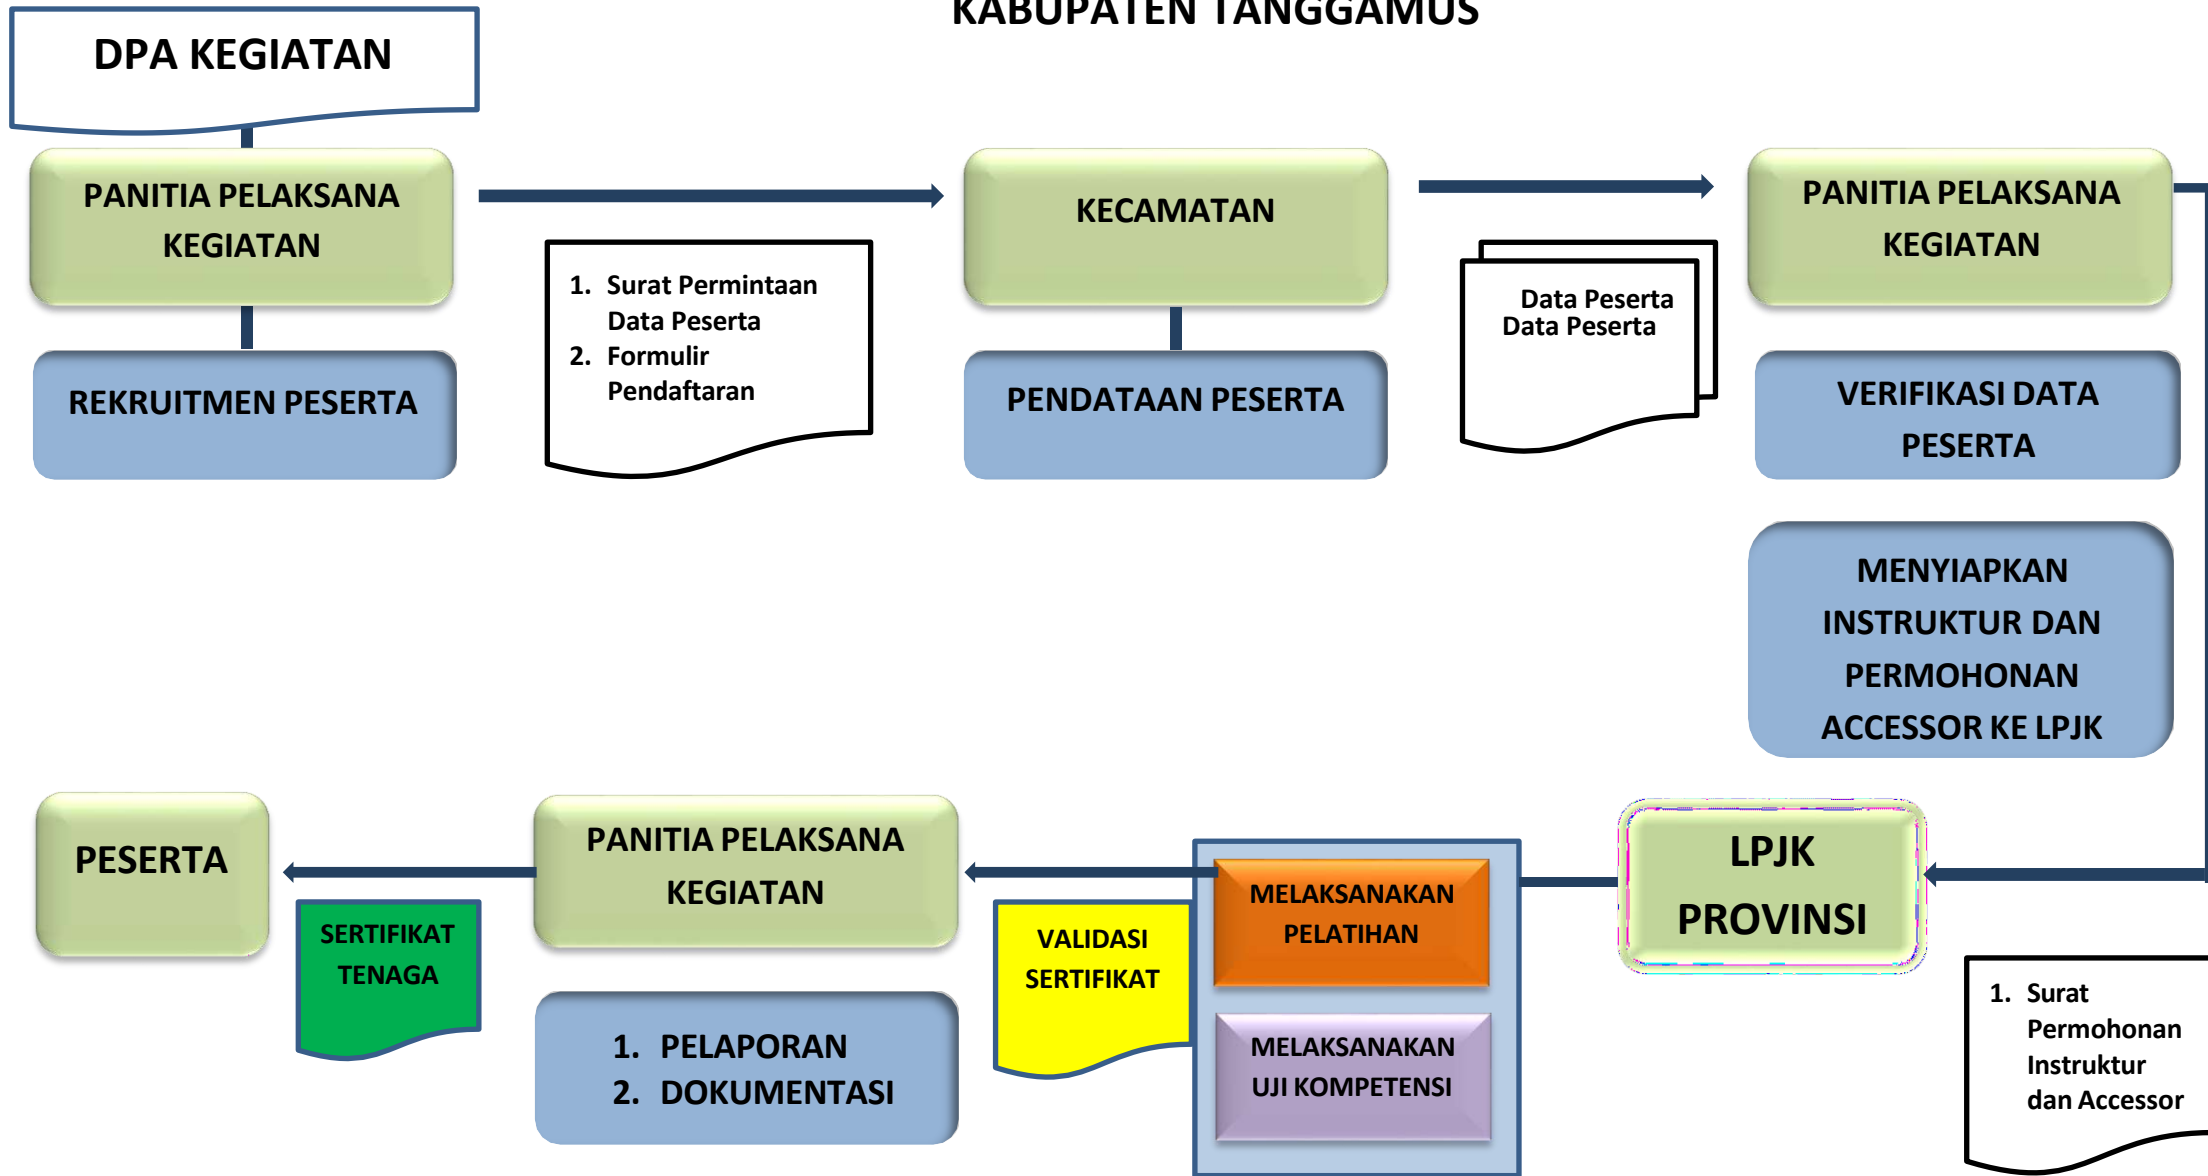 KABUPATEN TANGGAMUS
DPA KEGIATAN
PANITIA PELAKSANA
KEGIATAN
REKRUITMEN PESERTA
1. Surat Permintaan
Data Peserta
2. Formulir
Pendaftaran
KECAMATAN
PENDATAAN PESERTA
Data Peserta
Data Peserta
PANITIA PELAKSANA
KEGIATAN
VERIFIKASI DATA
PESERTA
MENYIAPKAN
INSTRUKTUR DAN
PERMOHONAN
ACCESSOR KE LPJK
LPJK
PROVINSI
1. Surat
Permohonan
Instruktur
dan Accessor
MELAKSANAKAN
PELATIHAN
MELAKSANAKAN
UJI KOMPETENSI
VALIDASI
SERTIFIKAT
PANITIA PELAKSANA
KEGIATAN
1. PELAPORAN
2. DOKUMENTASI
SERTIFIKAT
TENAGA
PESERTA